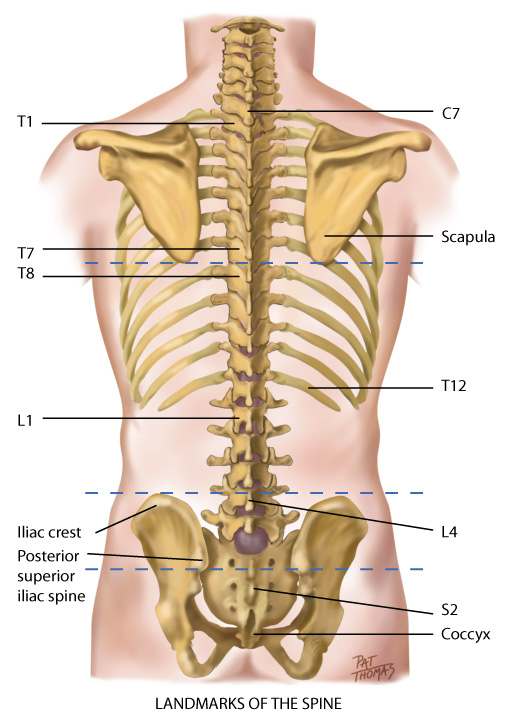 C7
T1
Scapula
T7
T8
T12
L1
Iliac crest
L4
Posterior
superior
iliac spine
S2
Coccyx
PAT
THOMAS
LANDMARKS OF THE SPINE